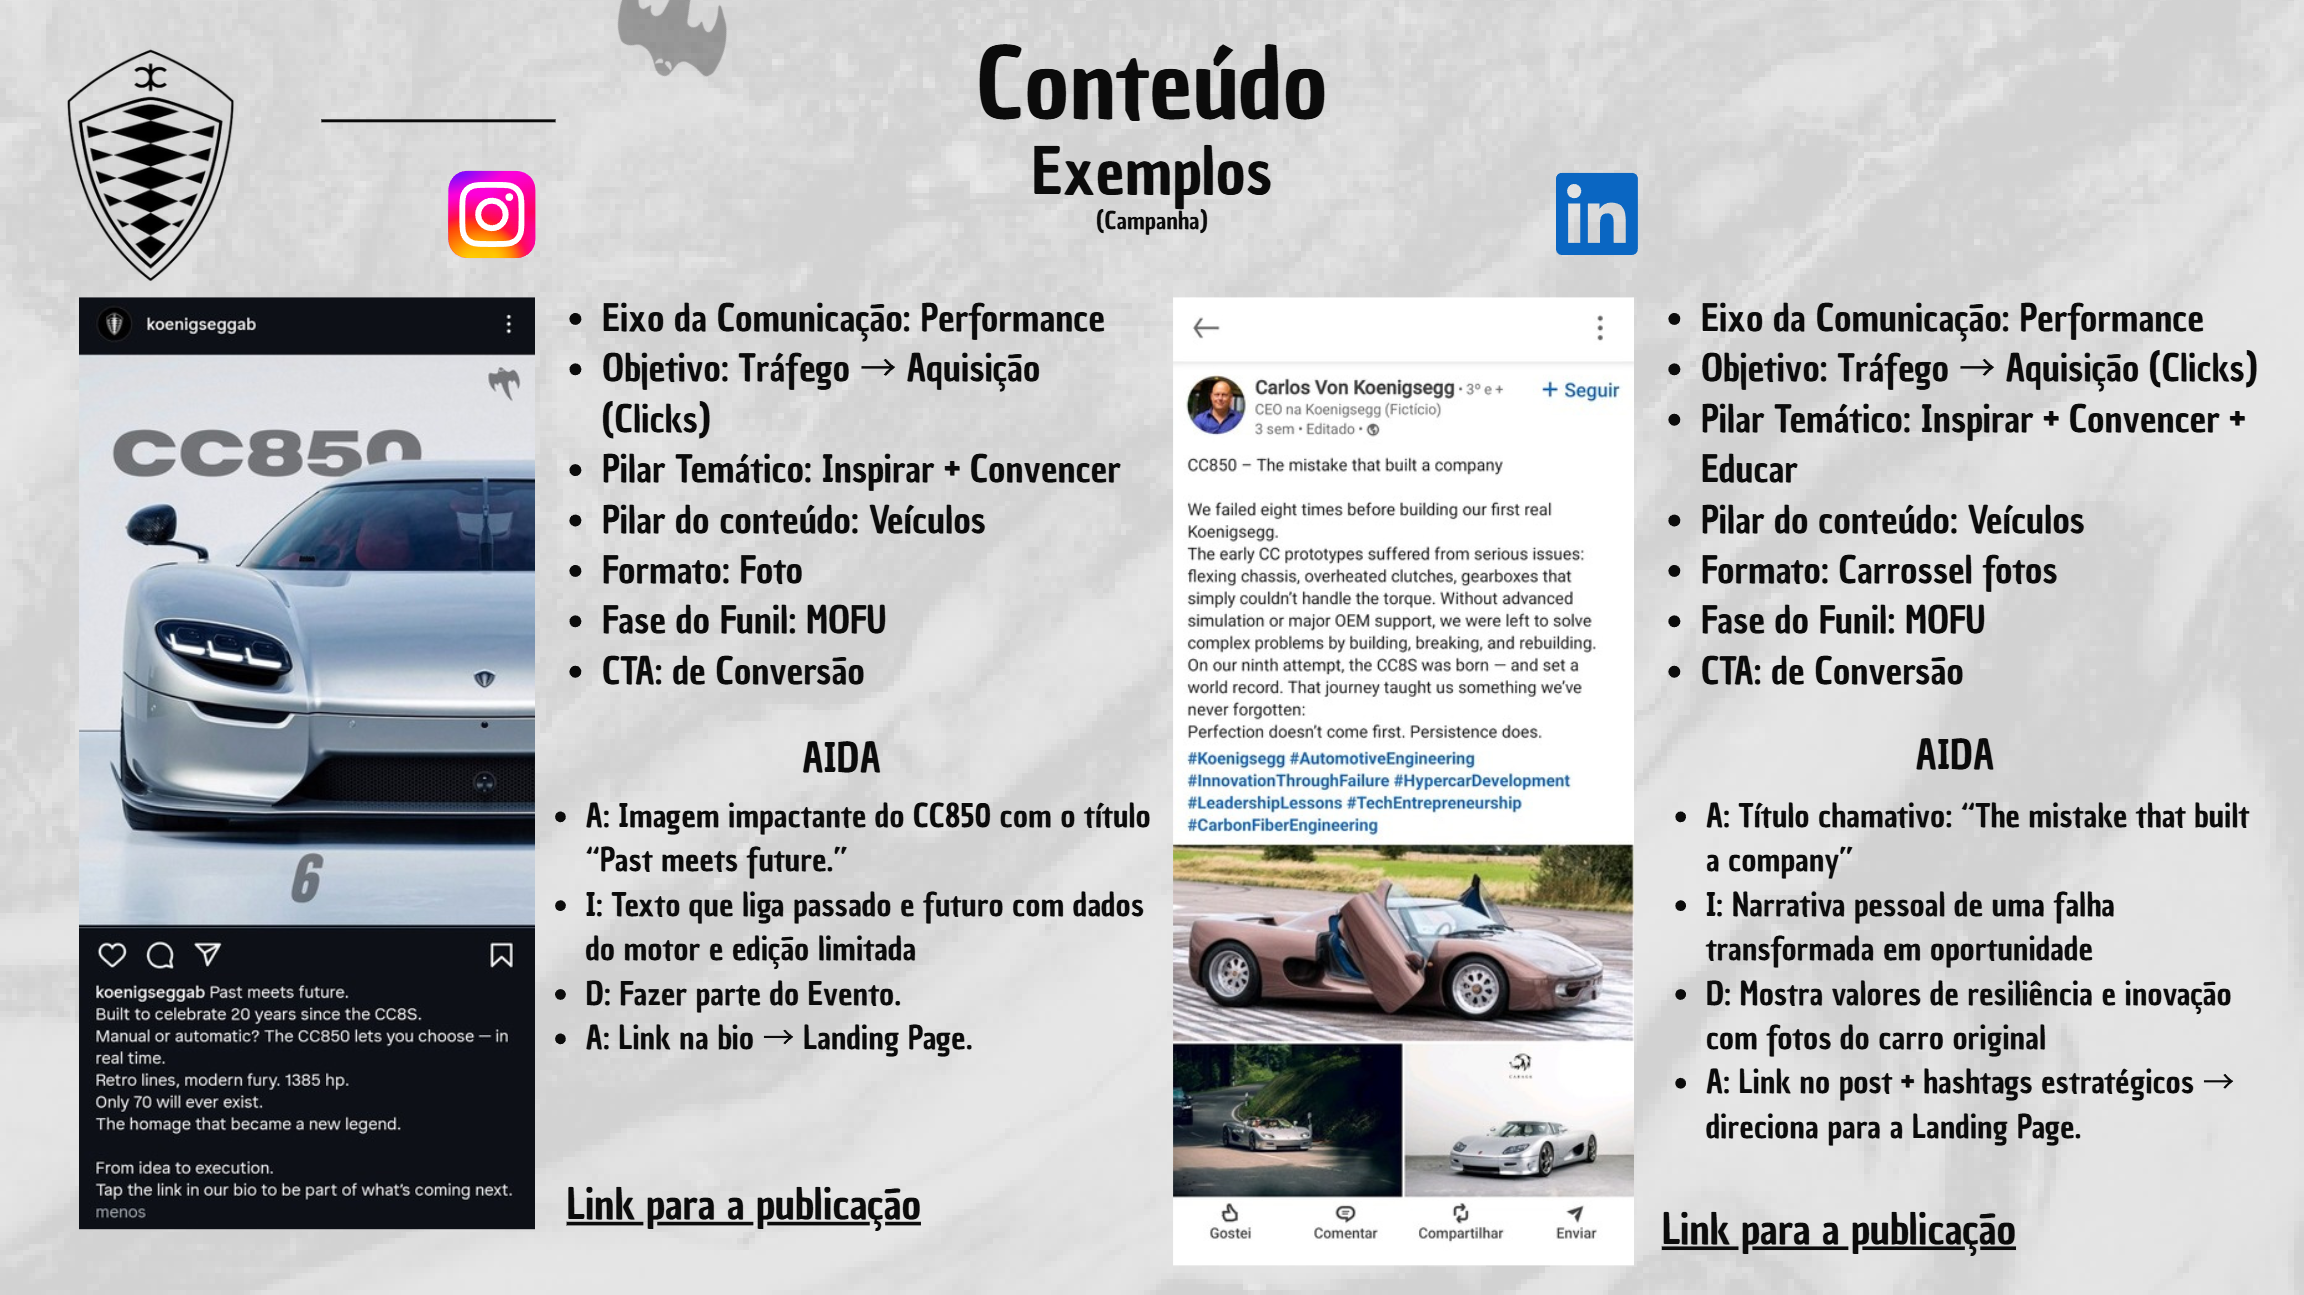 Conteúdo
Exemplos
(Campanha)
in
koenigseggab
CC850
6
koenigseggab Past meets future.
Built to celebrate 20 years since the CC8S.
Manual or automatic? The CC850 lets you choose – in
real time.
Retro lines, modern fury. 1385 hp.
Only 70 will ever exist.
The homage that became a new legend.
From idea to execution.
Tap the link in our bio to be part of what's coming next.
menos
• Eixo da Comunicação: Performance
• Objetivo: Tráfego → Aquisição
(Clicks)
• Pilar Temático: Inspirar + Convencer
• Pilar do conteúdo: Veículos
• Formato: Foto
• Fase do Funil: MOFU
• CTA: de Conversão
AIDA
• A: Imagem impactante do CC850 com o título
“Past meets future.”
• I: Texto que liga passado e futuro com dados
do motor e edição limitada
• D: Fazer parte do Evento.
• A: Link na bio → Landing Page.
Link para a publicação
Carlos Von Koenigsegg · 3º e +
+ Seguir
CEO na Koenigsegg (Fictício)
3 sem • Editado •
CC850 – The mistake that built a company
We failed eight times before building our first real
Koenigsegg.
The early CC prototypes suffered from serious issues:
flexing chassis, overheated clutches, gearboxes that
simply couldn't handle the torque. Without advanced
simulation or major OEM support, we were left to solve
complex problems by building, breaking, and rebuilding.
On our ninth attempt, the CC8S was born – and set a
world record. That journey taught us something we've
never forgotten:
Perfection doesn't come first. Persistence does.
#Koenigsegg #AutomotiveEngineering
#InnovationThroughFailure #HypercarDevelopment
#LeadershipLessons #TechEntrepreneurship
#CarbonFiberEngineering
Gostei
Comentar
Compartilhar
Enviar
• Eixo da Comunicação: Performance
• Objetivo: Tráfego → Aquisição (Clicks)
• Pilar Temático: Inspirar + Convencer +
Educar
• Pilar do conteúdo: Veículos
• Formato: Carrossel fotos
• Fase do Funil: MOFU
• CTA: de Conversão
AIDA
• A: Título chamativo: “The mistake that built
a company”
• I: Narrativa pessoal de uma falha
transformada em oportunidade
• D: Mostra valores de resiliência e inovação
com fotos do carro original
• A: Link no post + hashtags estratégicos →
direciona para a Landing Page.
Link para a publicação